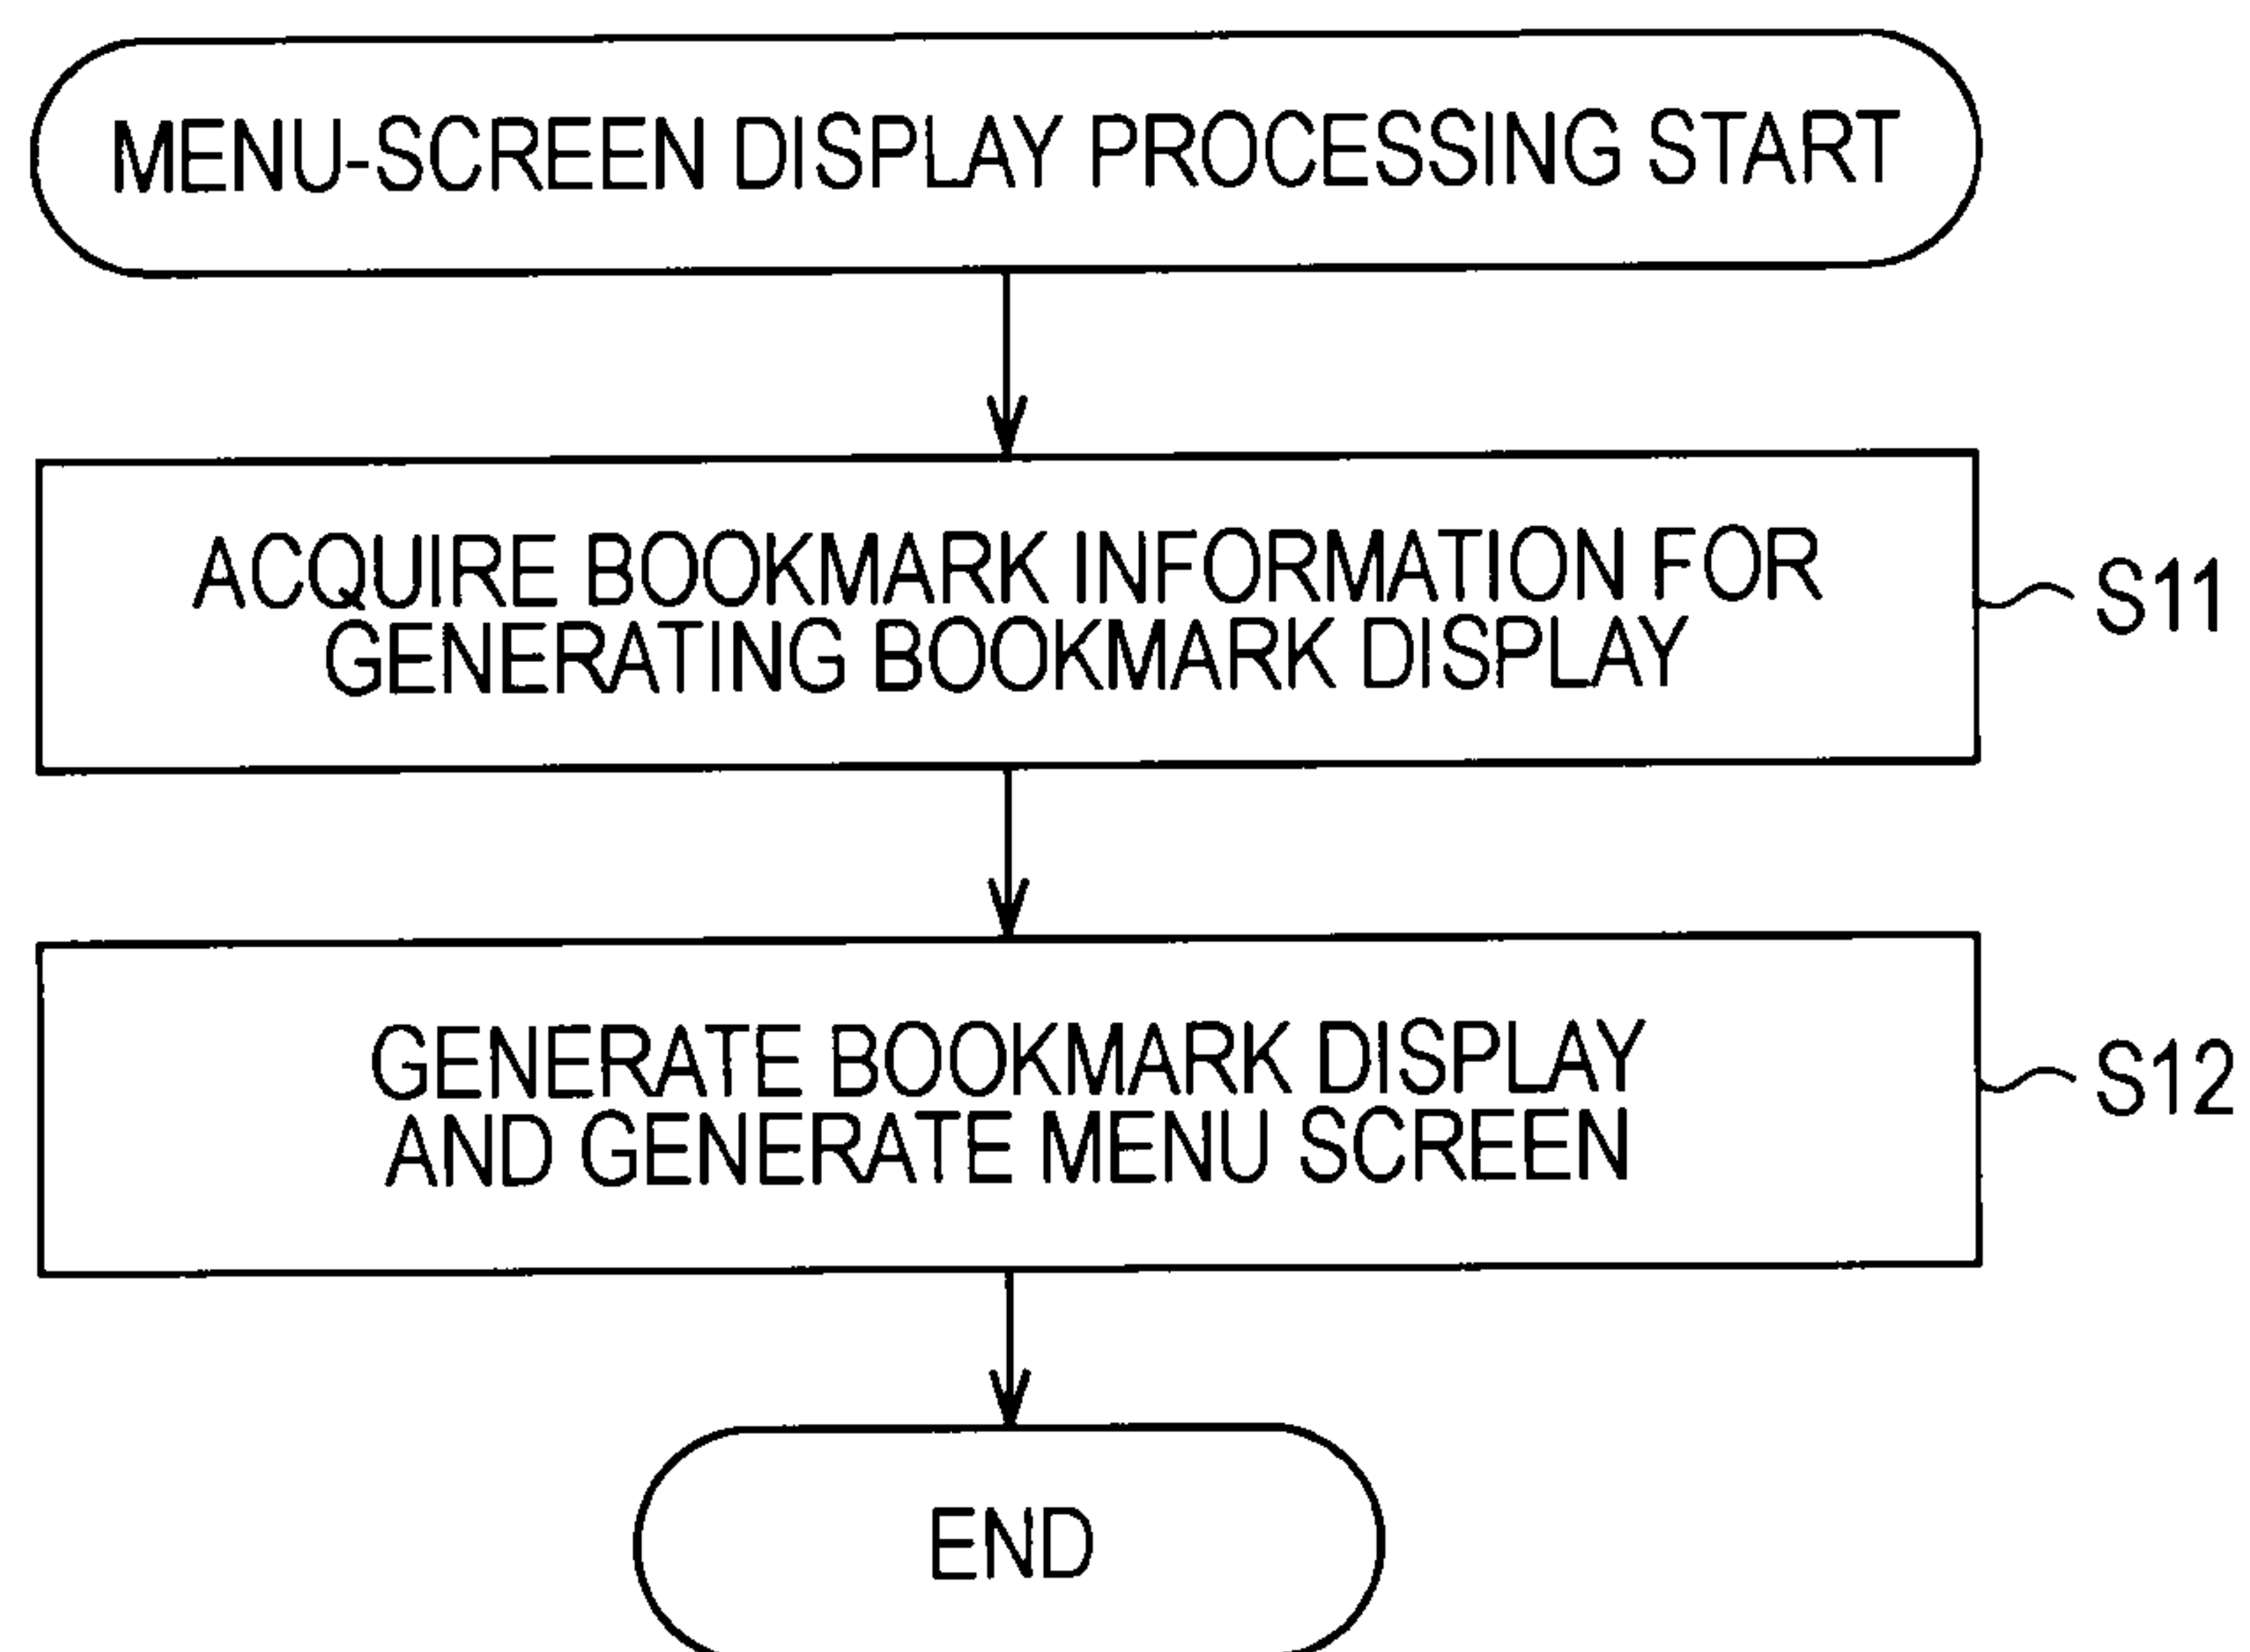 MENU-SCREEN DISPLAY PROCESSING START
ACQUIRE BOOKMARK INFORMATION FOR
GENERATING BOOKMARK DISPLAY
S11
GENERATE BOOKMARK DISPLAY
AND GENERATE MENU SCREEN
S12
END